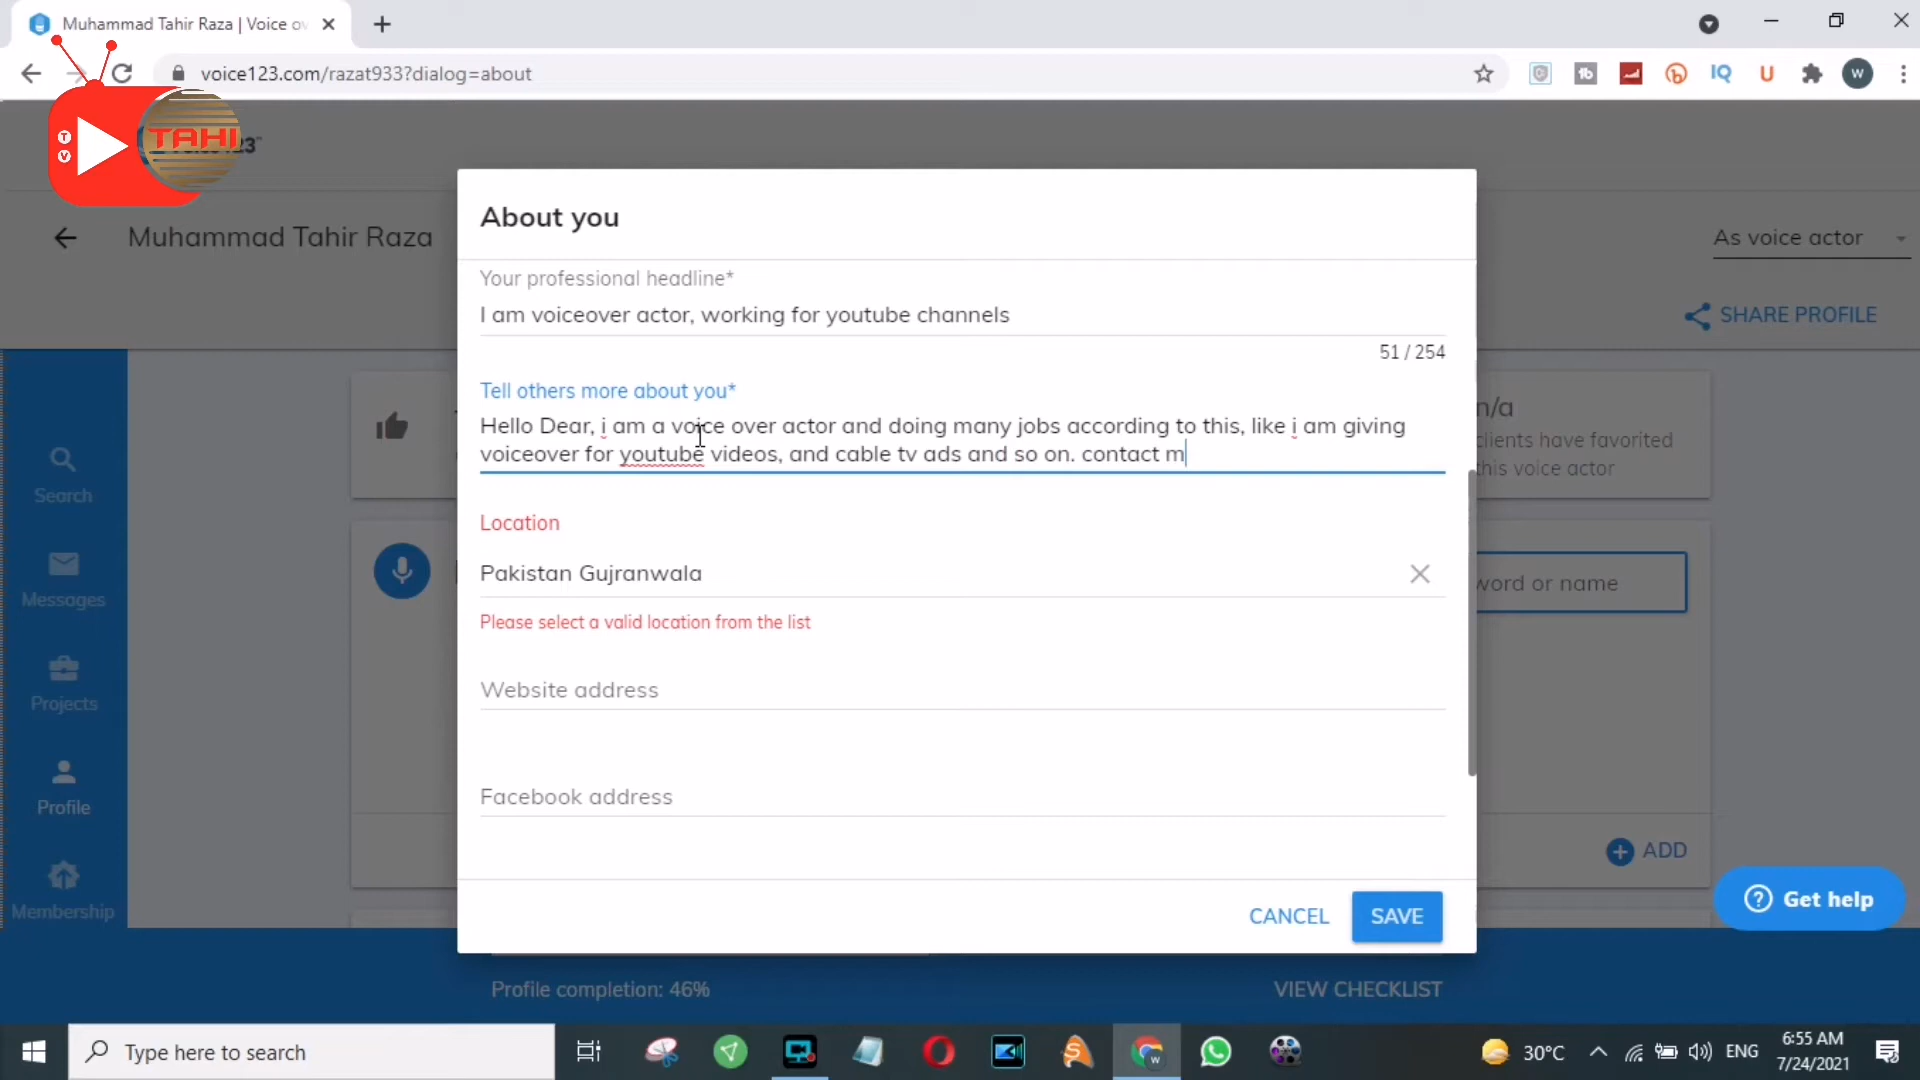 Muhammad Tahir Raza | Voice ov
voice123.com/razat933?dialog=about
W
TV
TAHI
23
Muhammad Tahir Raza
As voice actor
SHARE PROFILE
About you
Your professional headline*
I am voiceover actor, working for youtube channels
51 / 254
Tell others more about you*
Hello Dear, i am a voice over actor and doing many jobs according to this, like i am giving
voiceover for youtube videos, and cable tv ads and so on. contact m
Location
Pakistan Gujranwala
Please select a valid location from the list
Website address
Facebook address
CANCEL
SAVE
n/a
clients have favorited
this voice actor
word or name
ADD
Get help
Search
Messages
Projects
Profile
Membership
Profile completion: 46%
VIEW CHECKLIST
Type here to search
30°C
ENG
6:55 AM
7/24/2021